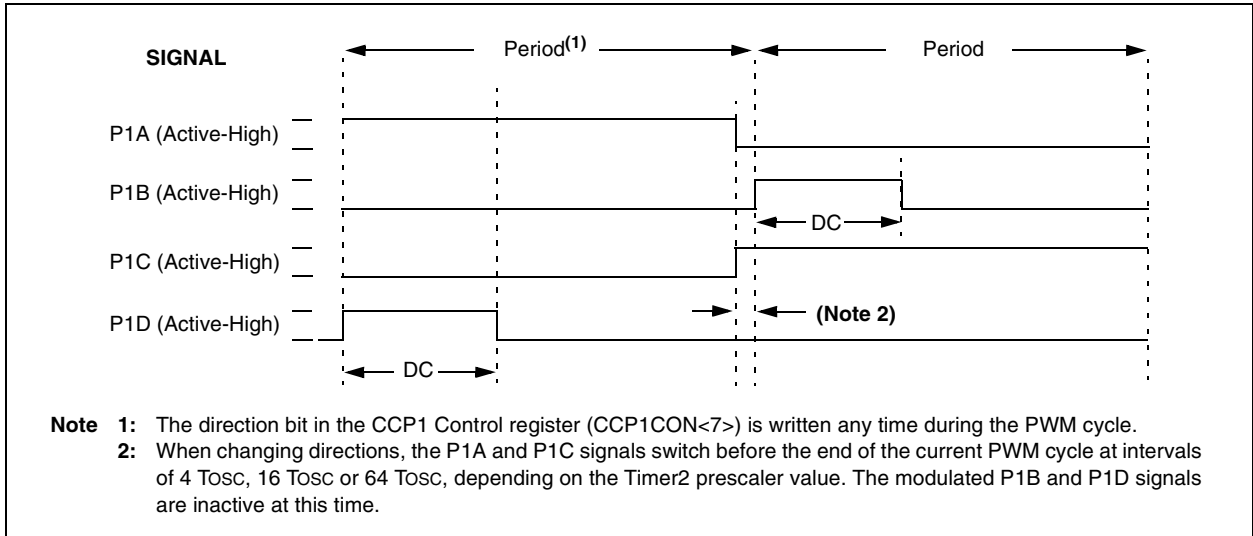 SIGNAL
Period(1)
Period
P1A (Active-High)
P1B (Active-High)
DC
P1C (Active-High)
P1D (Active-High)
(Note 2)
DC
Note 1: The direction bit in the CCP1 Control register (CCP1CON<7>) is written any time during the PWM cycle.
2: When changing directions, the P1A and P1C signals switch before the end of the current PWM cycle at intervals
of 4 TOSC, 16 TOSC or 64 TOSC, depending on the Timer2 prescaler value. The modulated P1B and P1D signals
are inactive at this time.